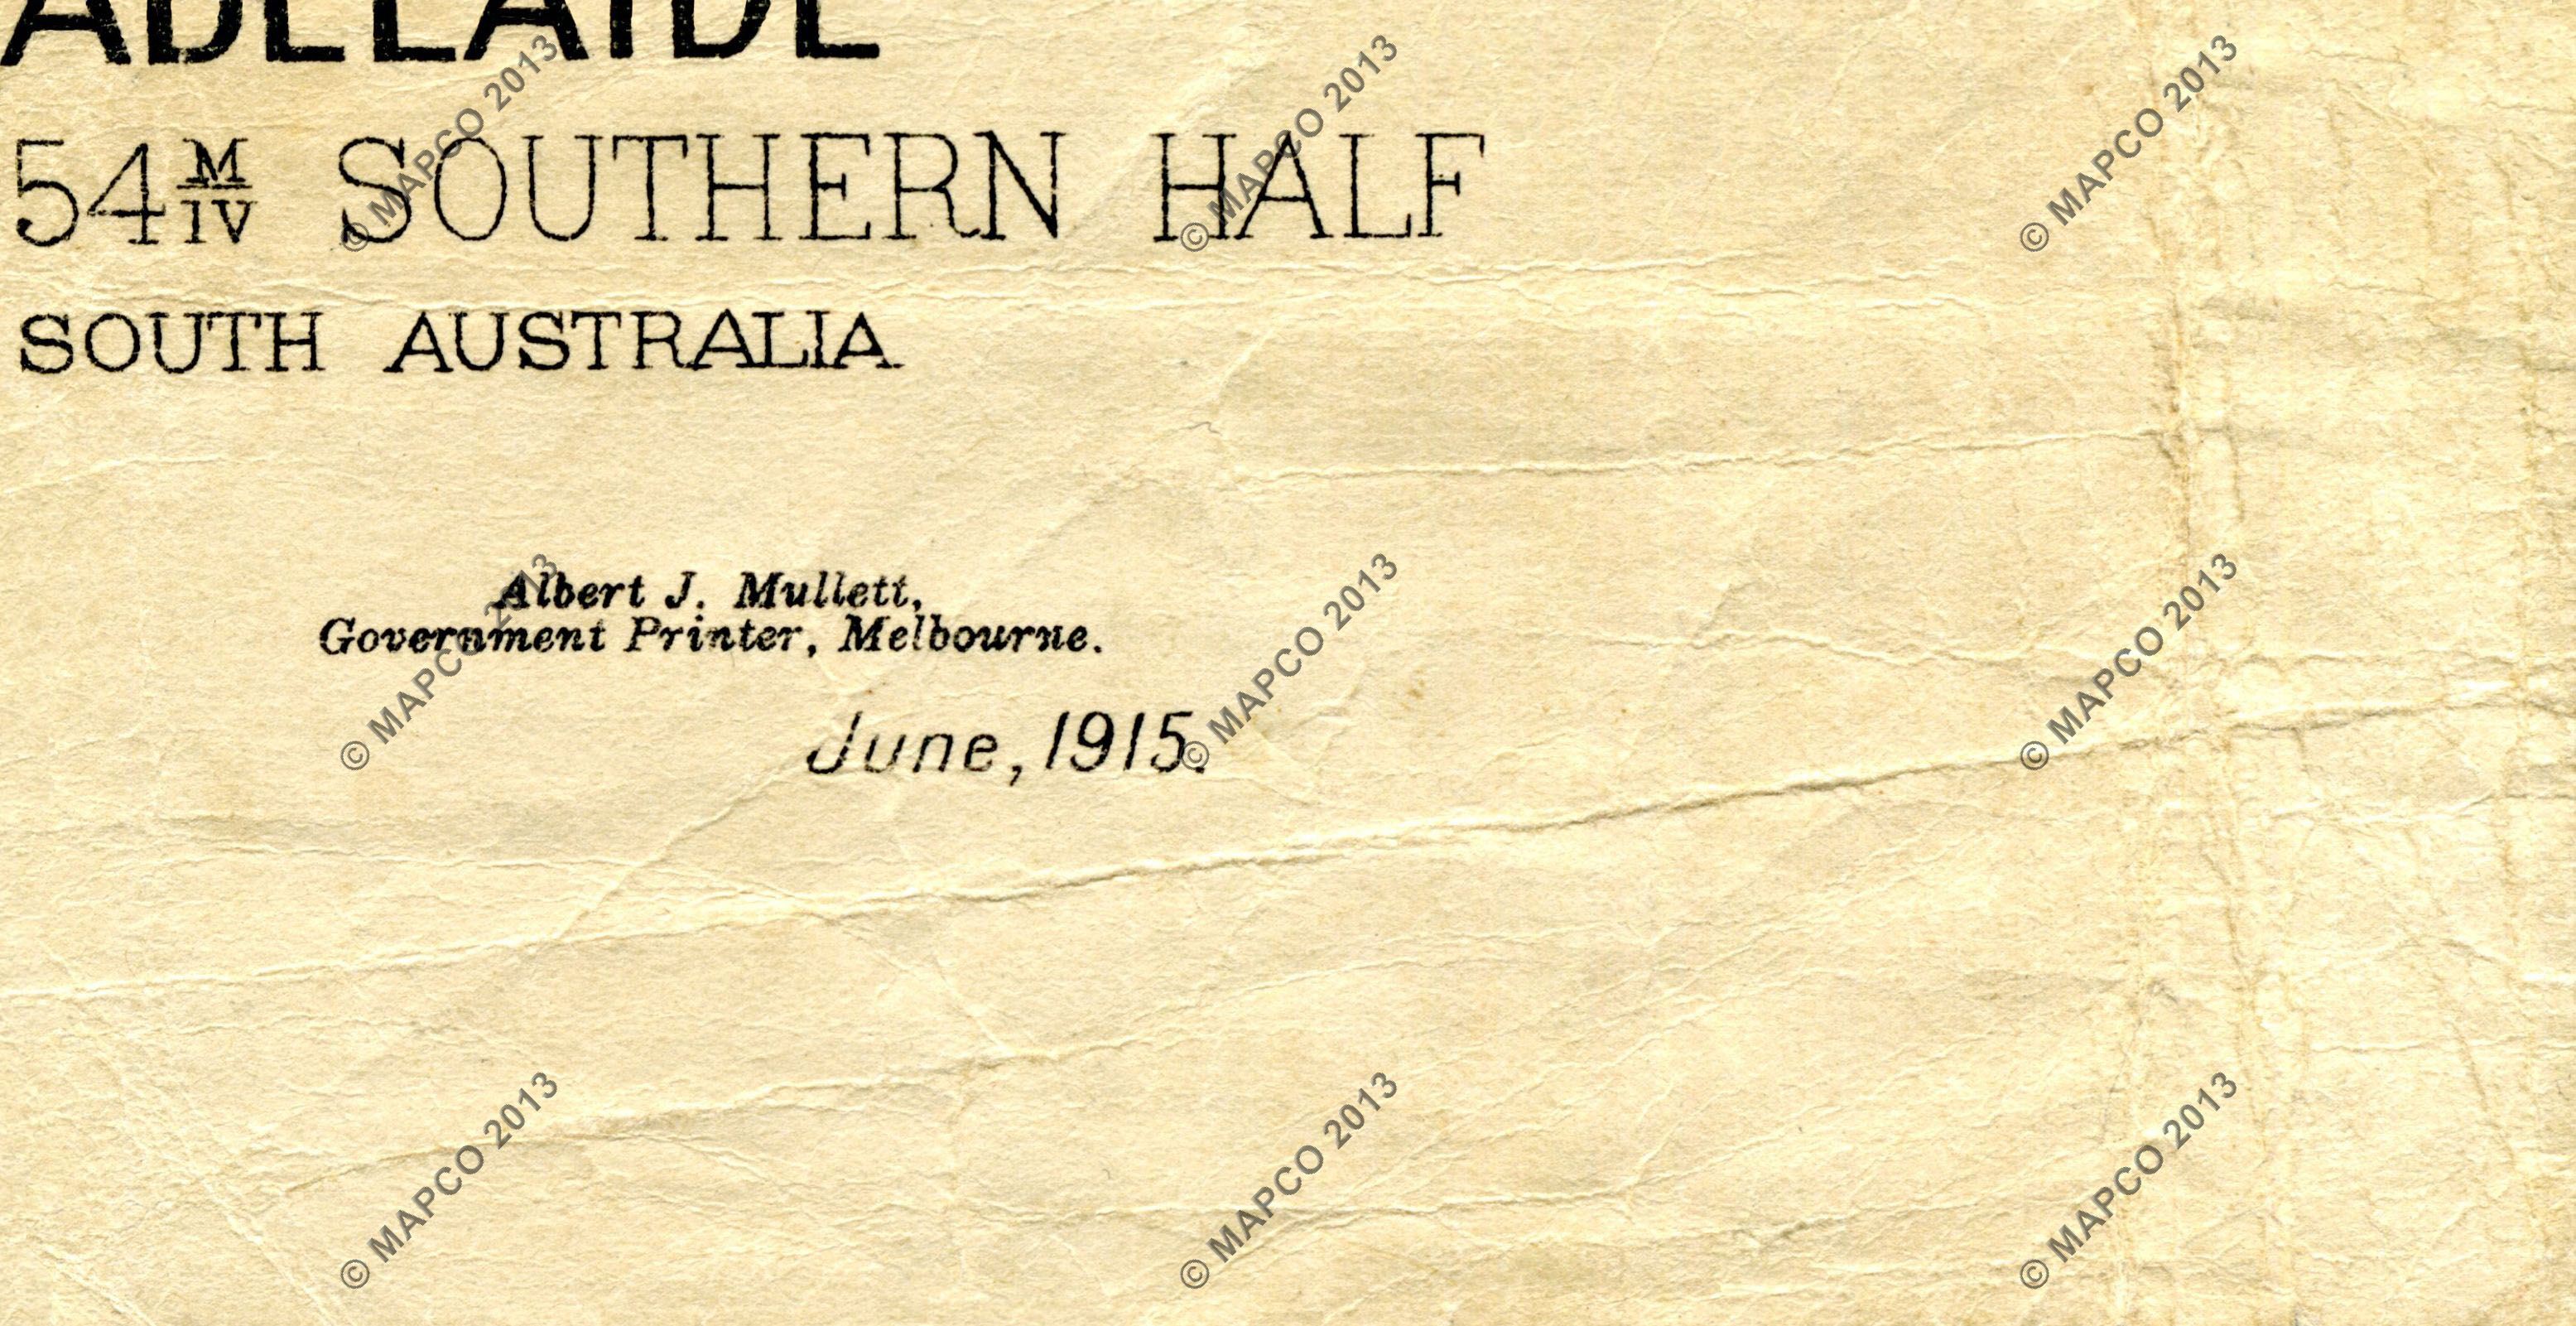 ADELAIDE
54 M/IV SOUTHERN HALF
SOUTH AUSTRALIA
Albert J. Mullett,
Government Printer, Melbourne.
June, 1915.
© MAPCO 2013
© MAPCO 2013
© MAPCO 2013
© MAPCO 2013
© MAPCO 2013
© MAPCO 2013
© MAPCO 2013
© MAPCO 2013
© MAPCO 2013